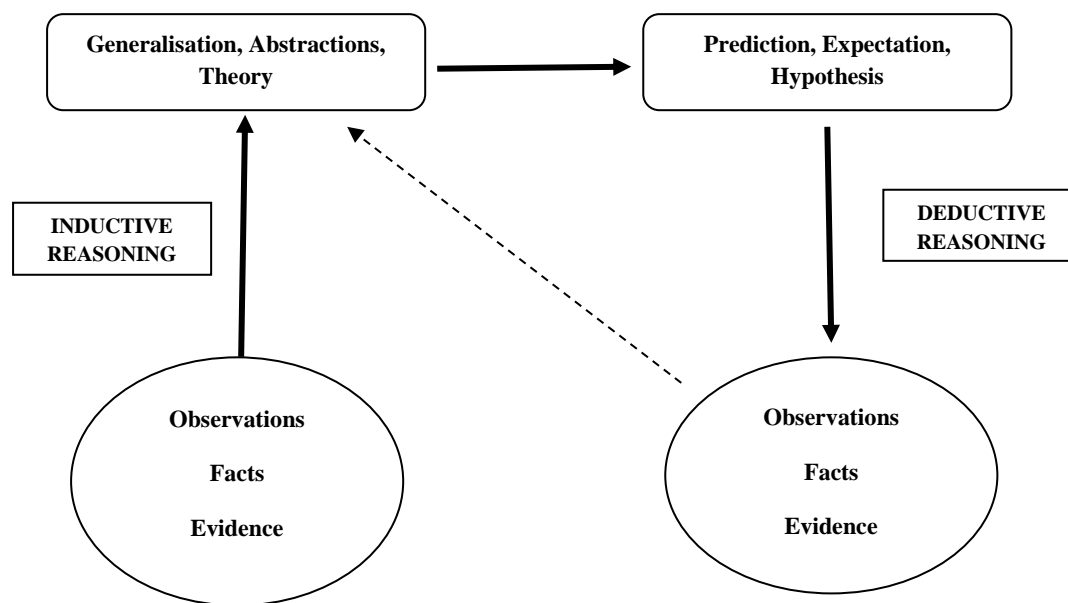 Generalisation, Abstractions,
Theory
Prediction, Expectation,
Hypothesis
INDUCTIVE
REASONING
DEDUCTIVE
REASONING
Observations
Facts
Evidence
Observations
Facts
Evidence